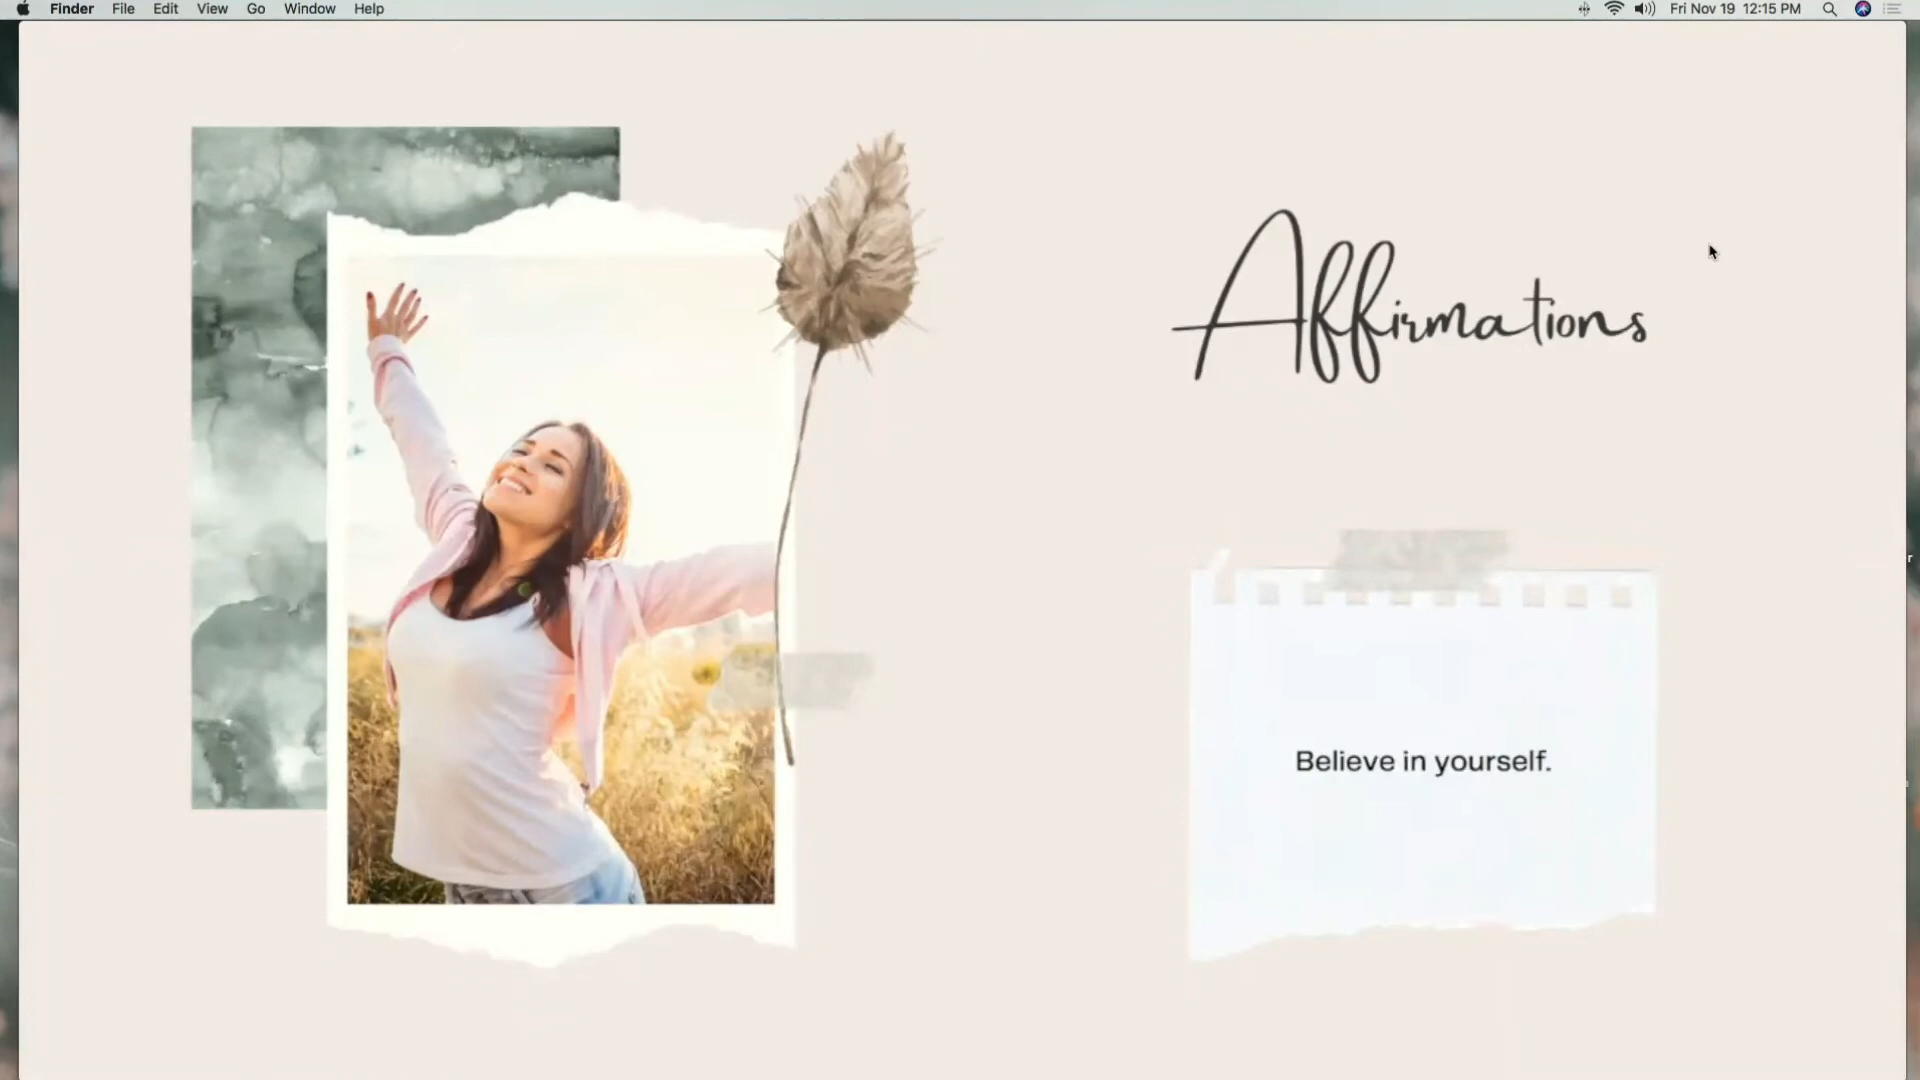 Finder File Edit View Go Window Help Fri Nov 19 12:15 PM
Affirmations
Believe in yourself.